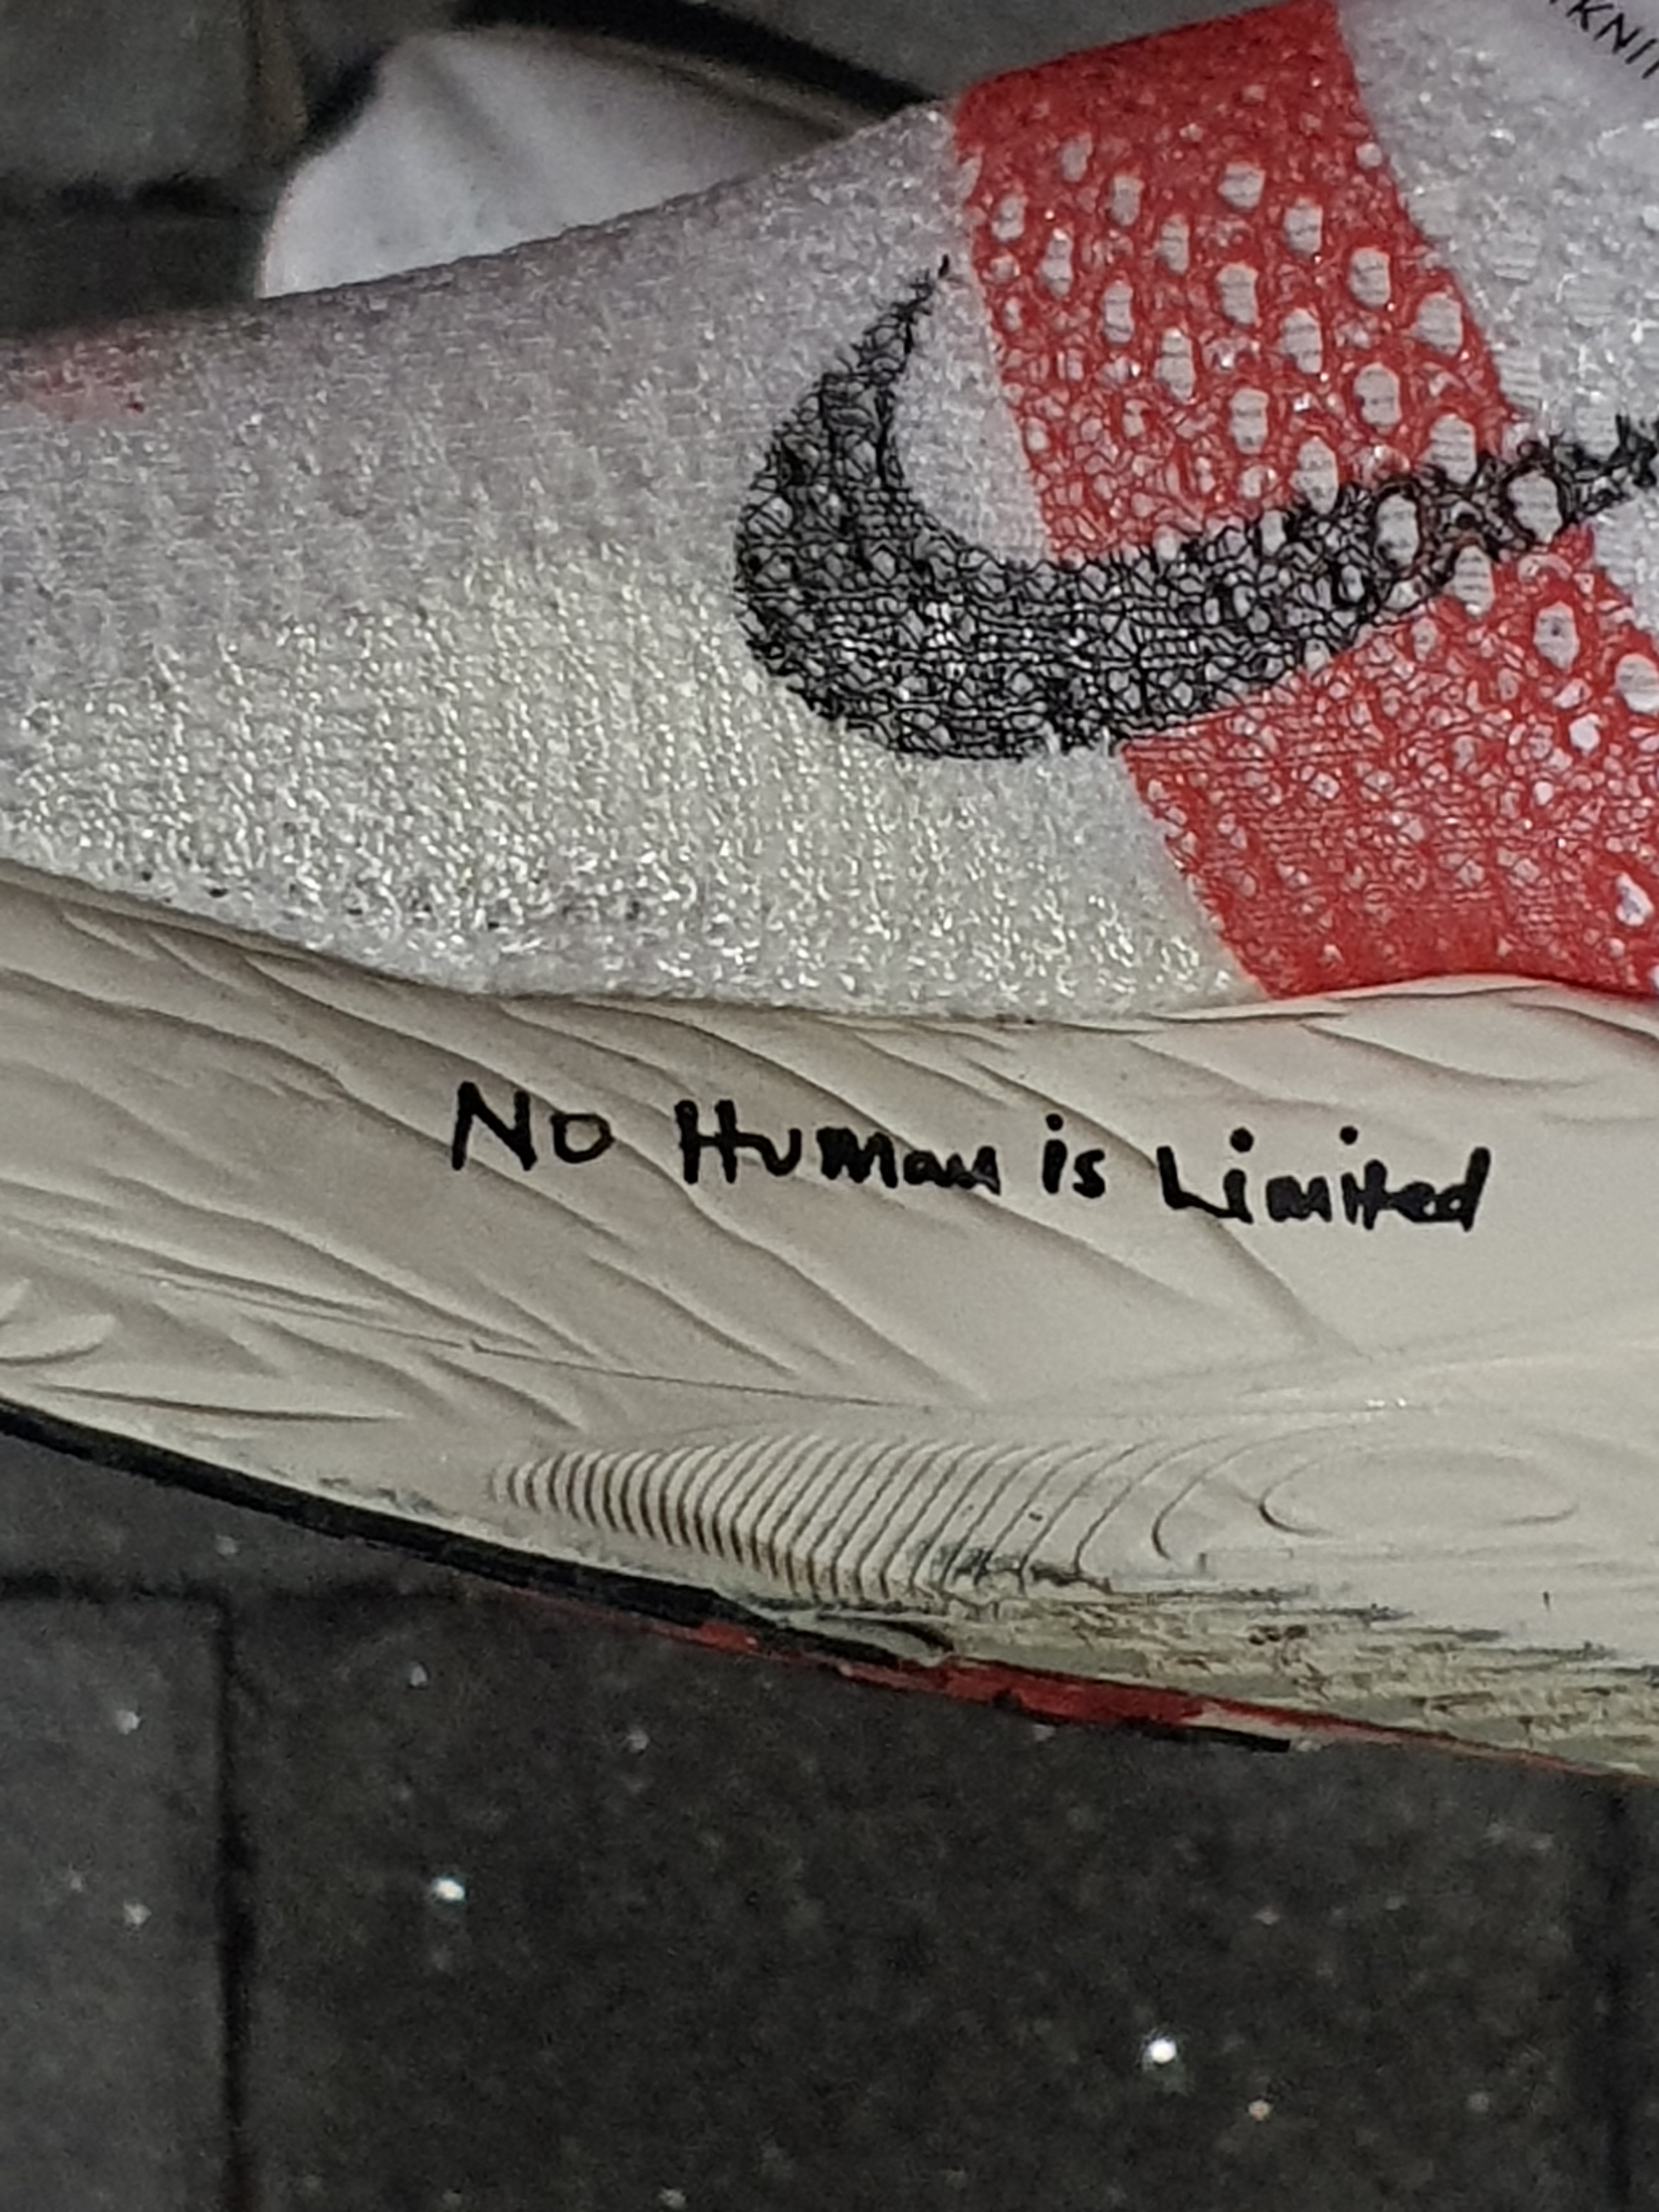 No Human is Limited